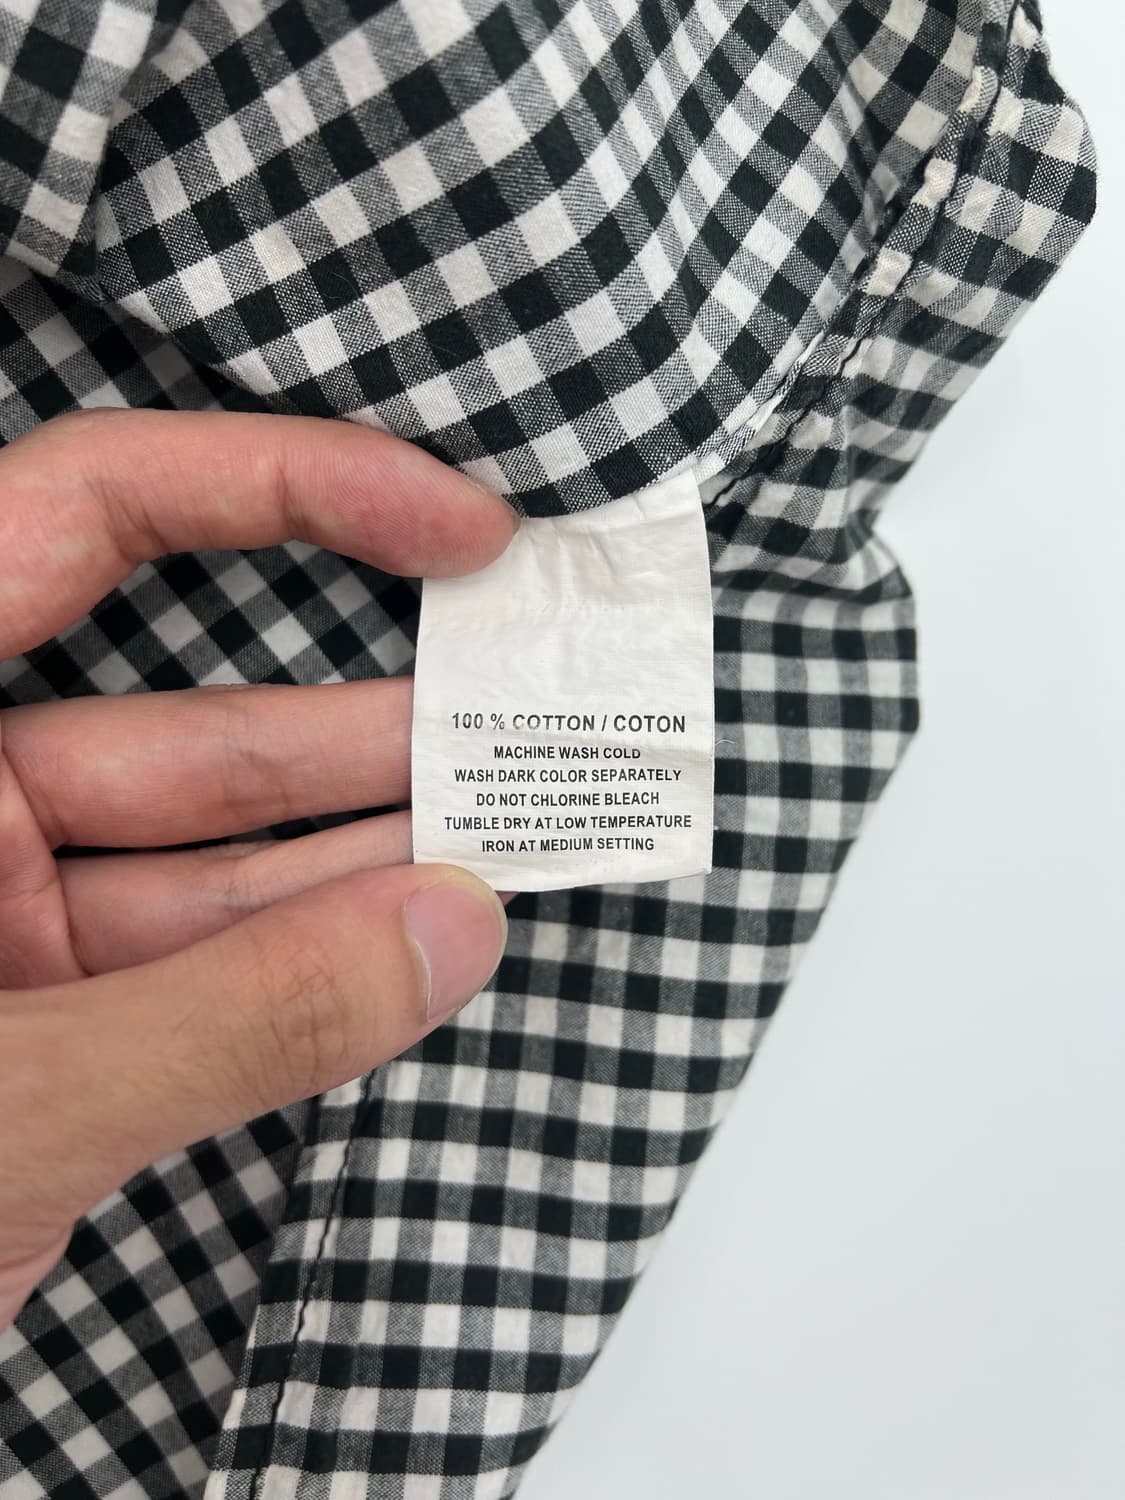 100 % COTTON / COTON
MACHINE WASH COLD
WASH DARK COLOR SEPARATELY
DO NOT CHLORINE BLEACH
TUMBLE DRY AT LOW TEMPERATURE
IRON AT MEDIUM SETTING